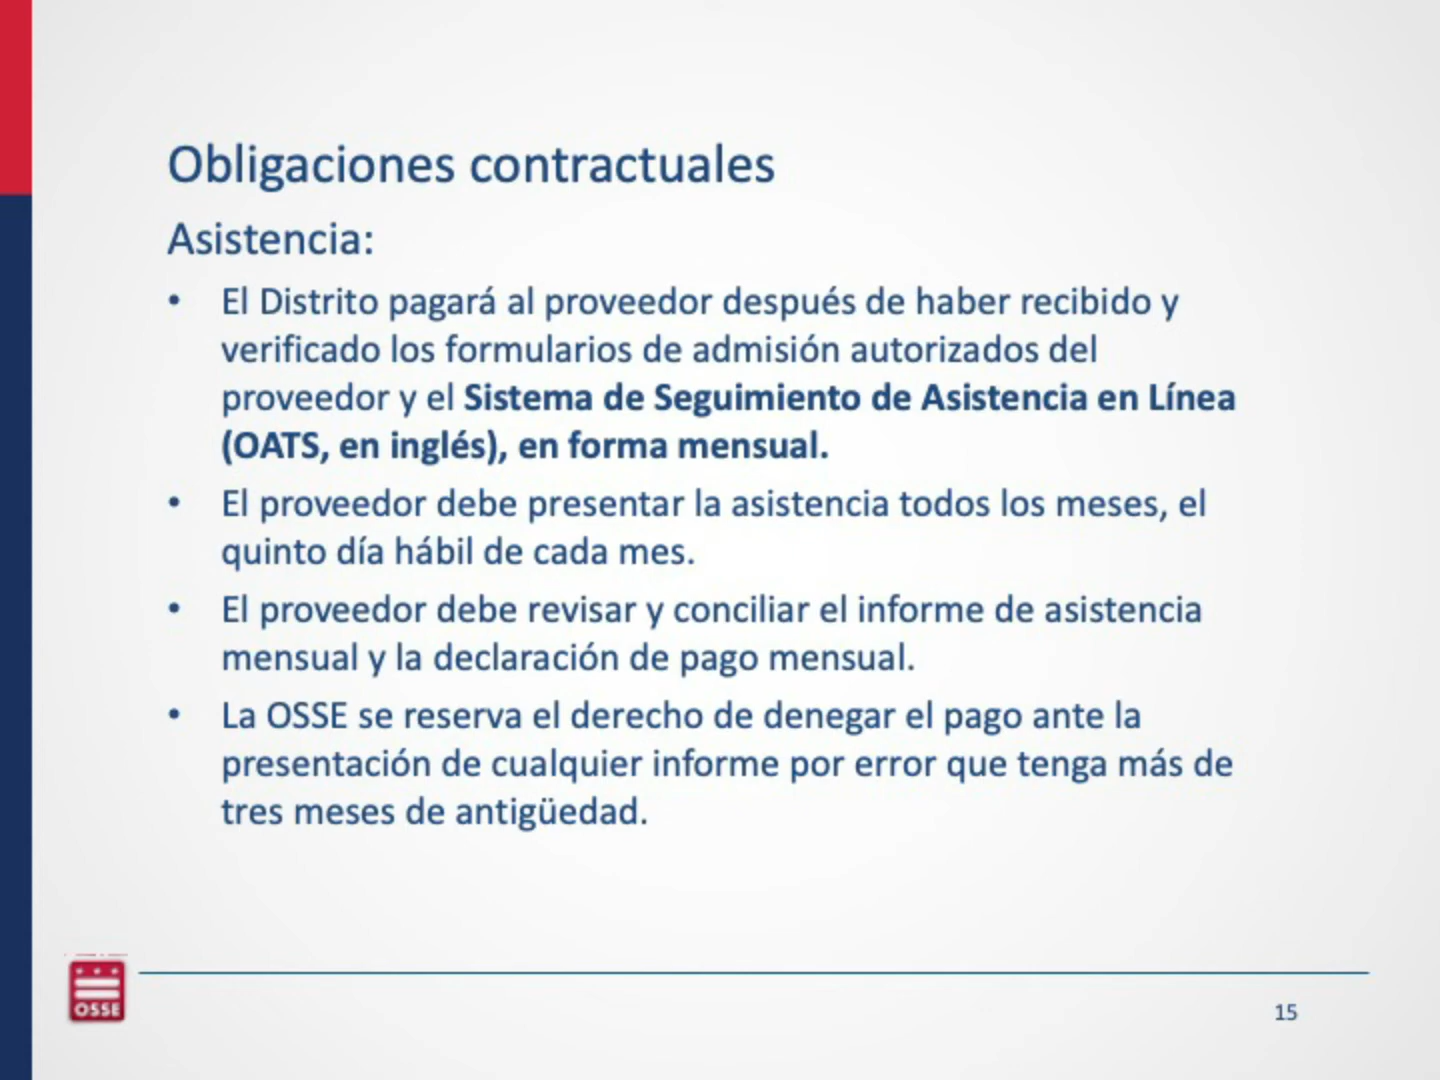 Obligaciones contractuales
Asistencia:
• El Distrito pagará al proveedor después de haber recibido y
verificado los formularios de admisión autorizados del
proveedor y el Sistema de Seguimiento de Asistencia en Línea
(OATS, en inglés), en forma mensual.
• El proveedor debe presentar la asistencia todos los meses, el
quinto día hábil de cada mes.
• El proveedor debe revisar y conciliar el informe de asistencia
mensual y la declaración de pago mensual.
• La OSSE se reserva el derecho de denegar el pago ante la
presentación de cualquier informe por error que tenga más de
tres meses de antigüedad.
OSSE
15